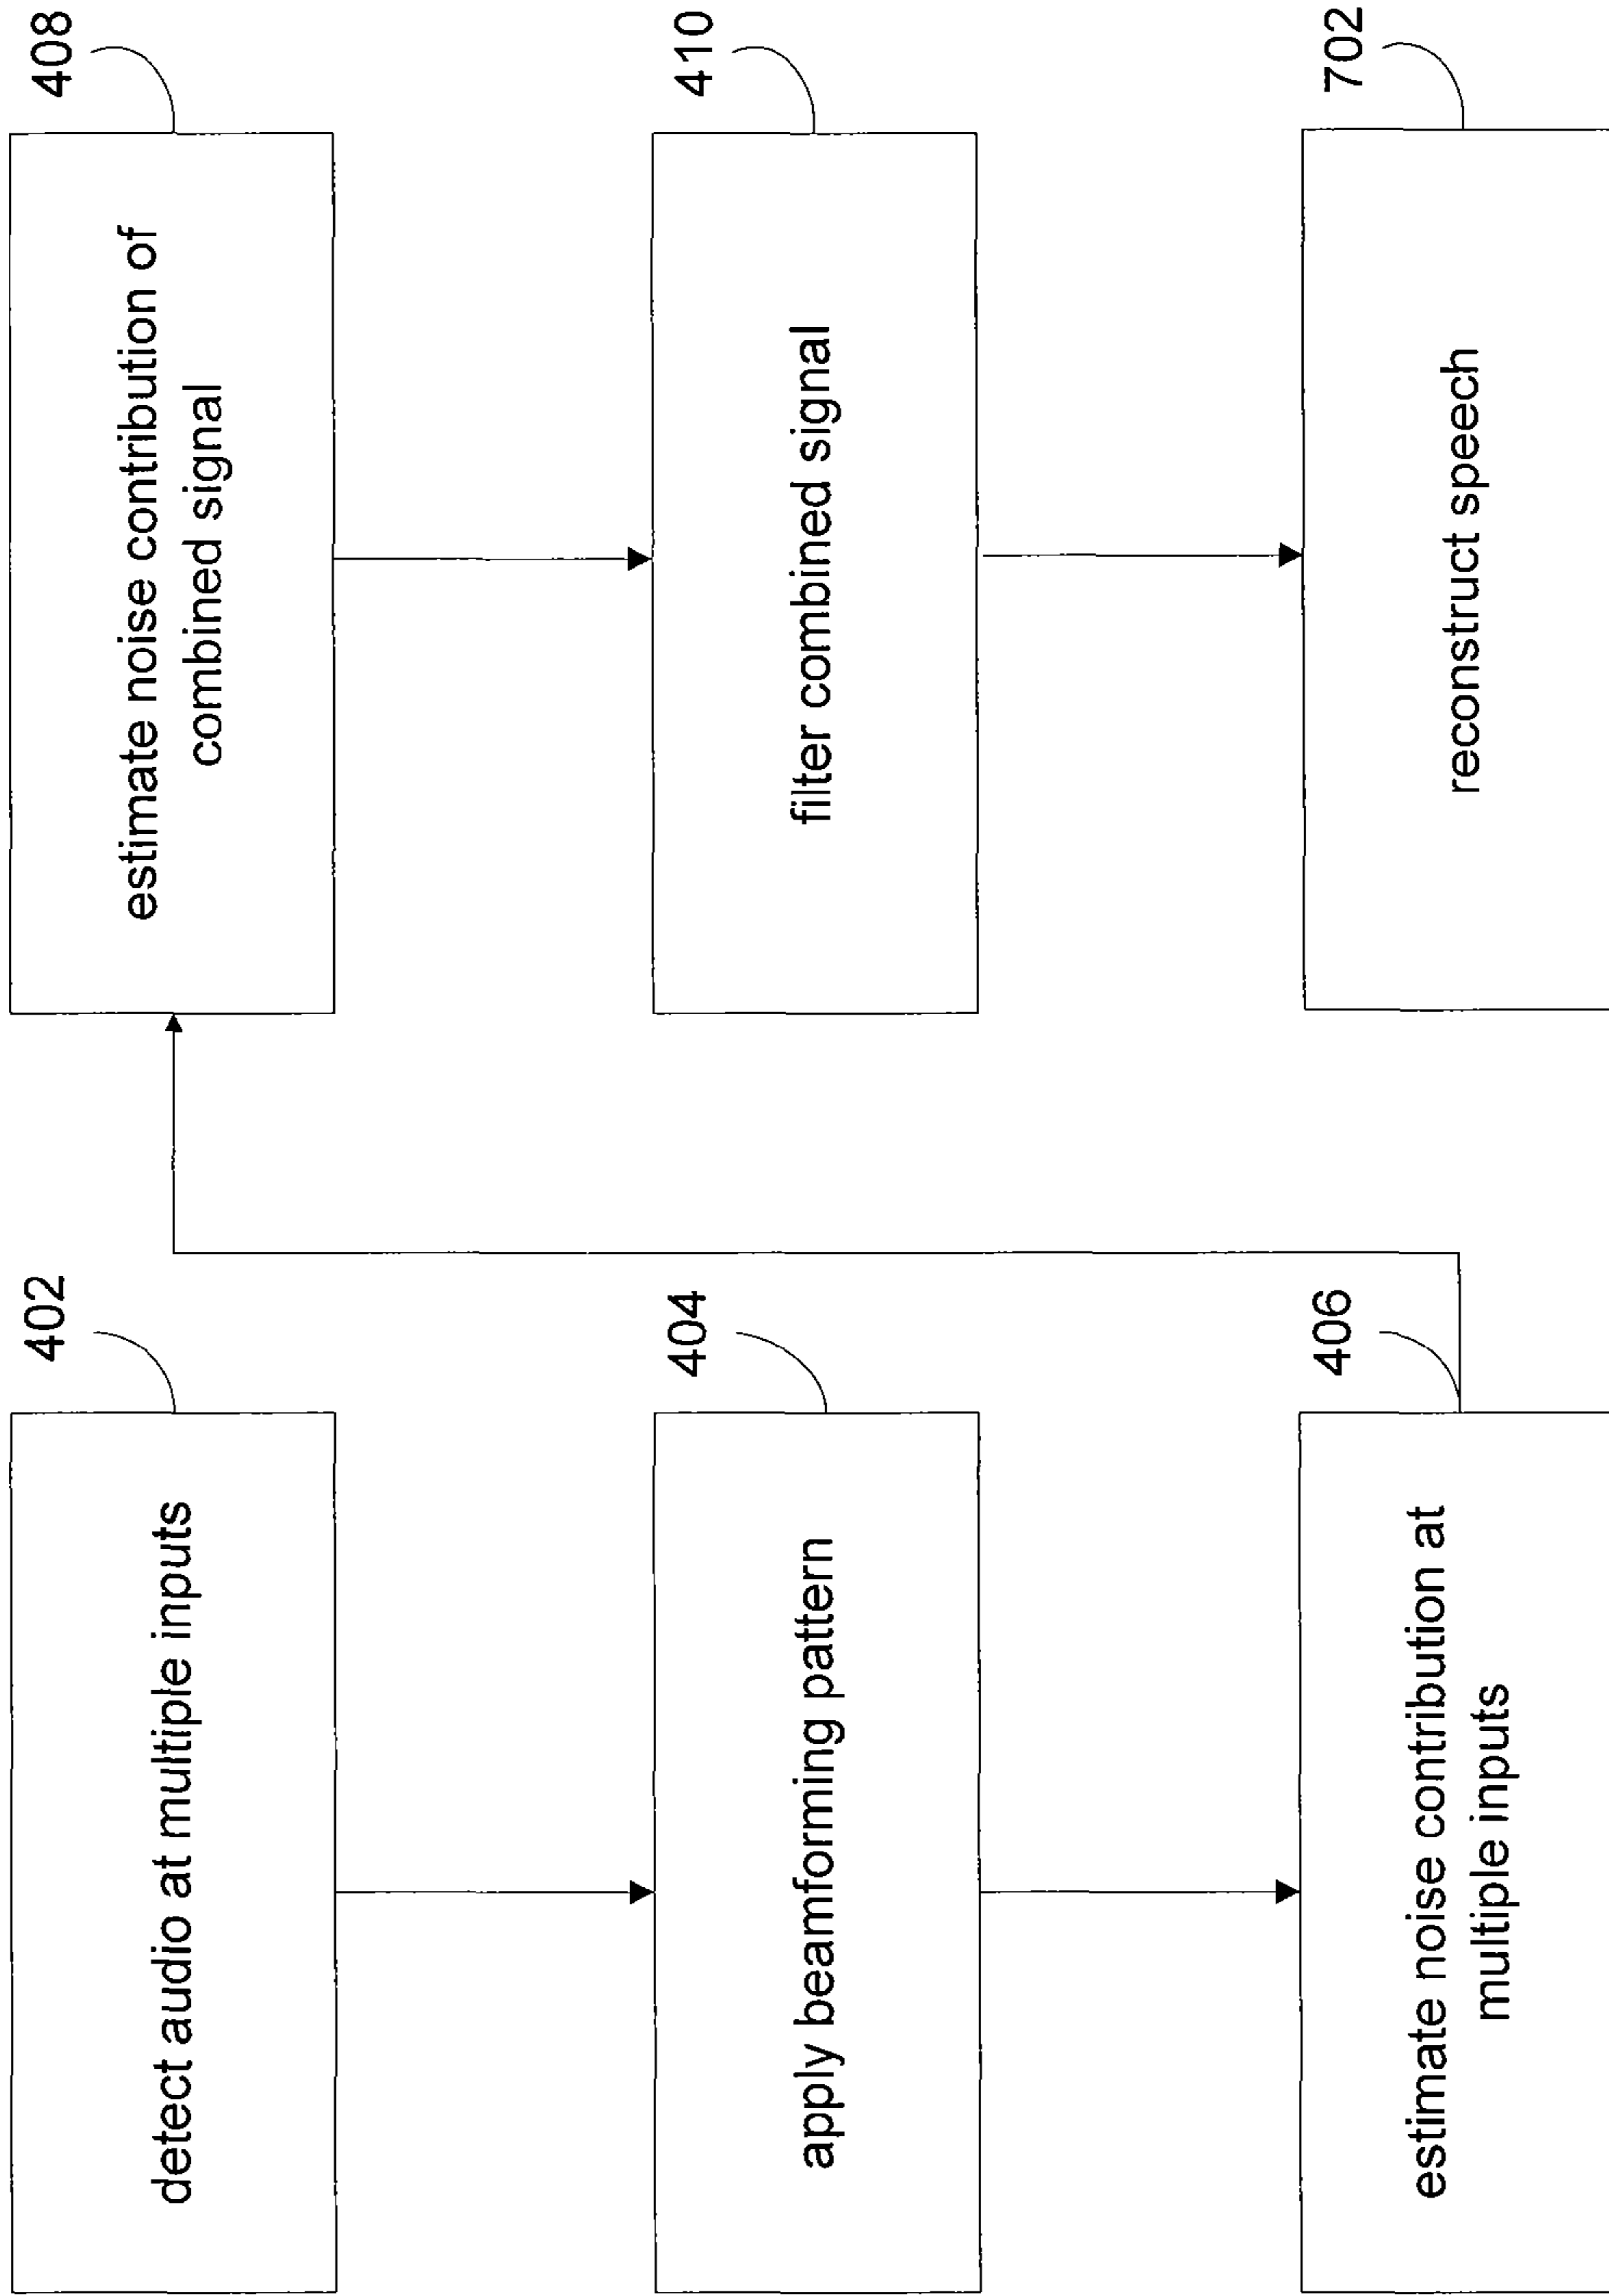 402
detect audio at multiple inputs
404
apply beamforming pattern
406
estimate noise contribution at
multiple inputs
408
estimate noise contribution of
combined signal
410
filter combined signal
702
reconstruct speech